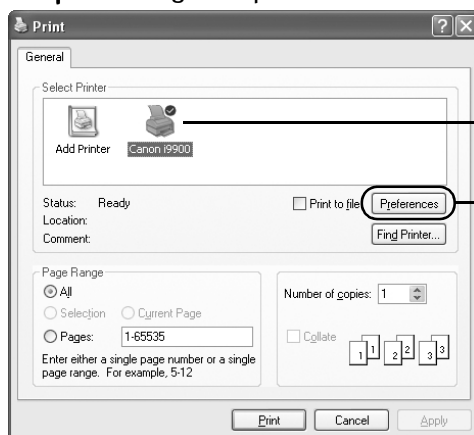 Print
General
Select Printer
Add Printer
Canon i9900
Status: Ready
Location:
Comment:
Print to file
Preferences
Find Printer...
Page Range
All
Selection
Current Page
Pages: 1-65535
Enter either a single page number or a single
page range. For example, 5-12
Number of copies: 1
Collate
1 1 2 2 3 3
Print
Cancel
Apply